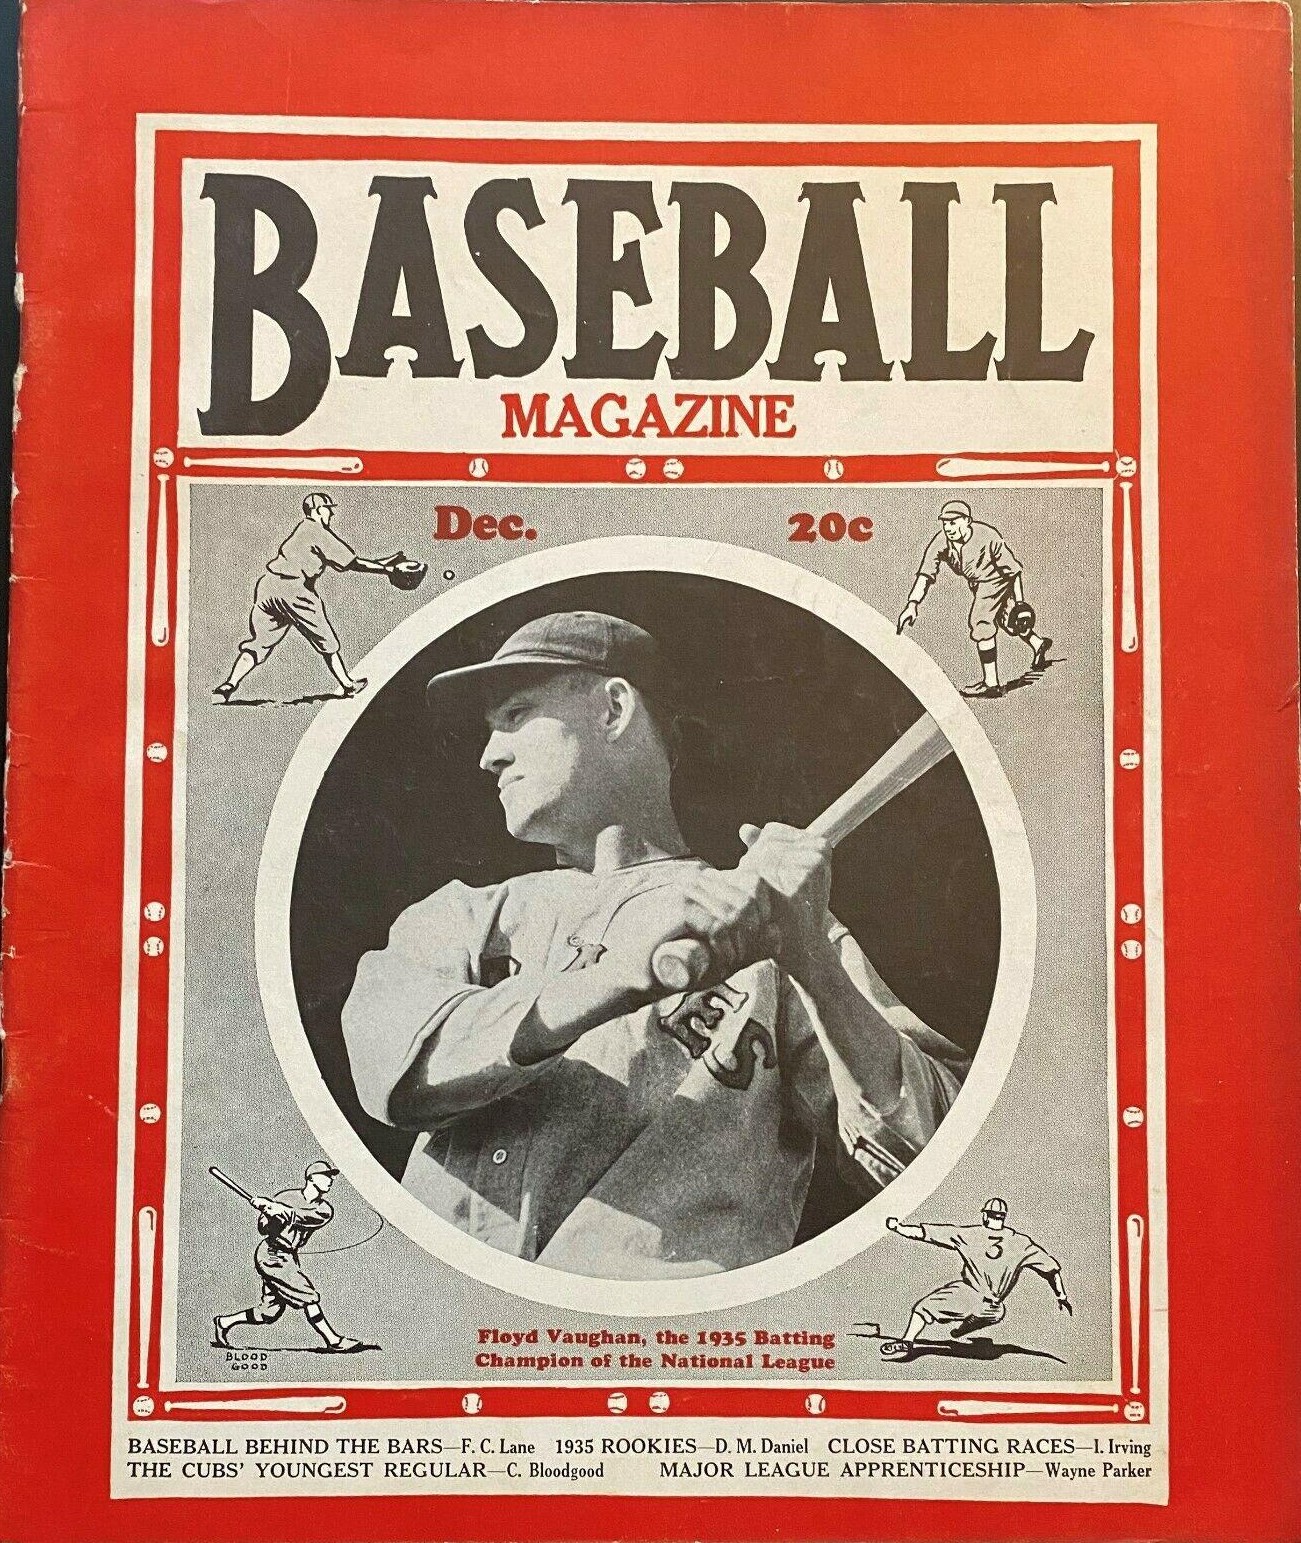 BASEBALL
MAGAZINE
Dec. 20c
ES
3
BLOOD
GOOD
Floyd Vaughan, the 1935 Batting
Champion of the National League
BASEBALL BEHIND THE BARS—F. C. Lane 1935 ROOKIES—D. M. Daniel CLOSE BATTING RACES—I. Irving
THE CUBS' YOUNGEST REGULAR—C. Bloodgood MAJOR LEAGUE APPRENTICESHIP—Wayne Parker